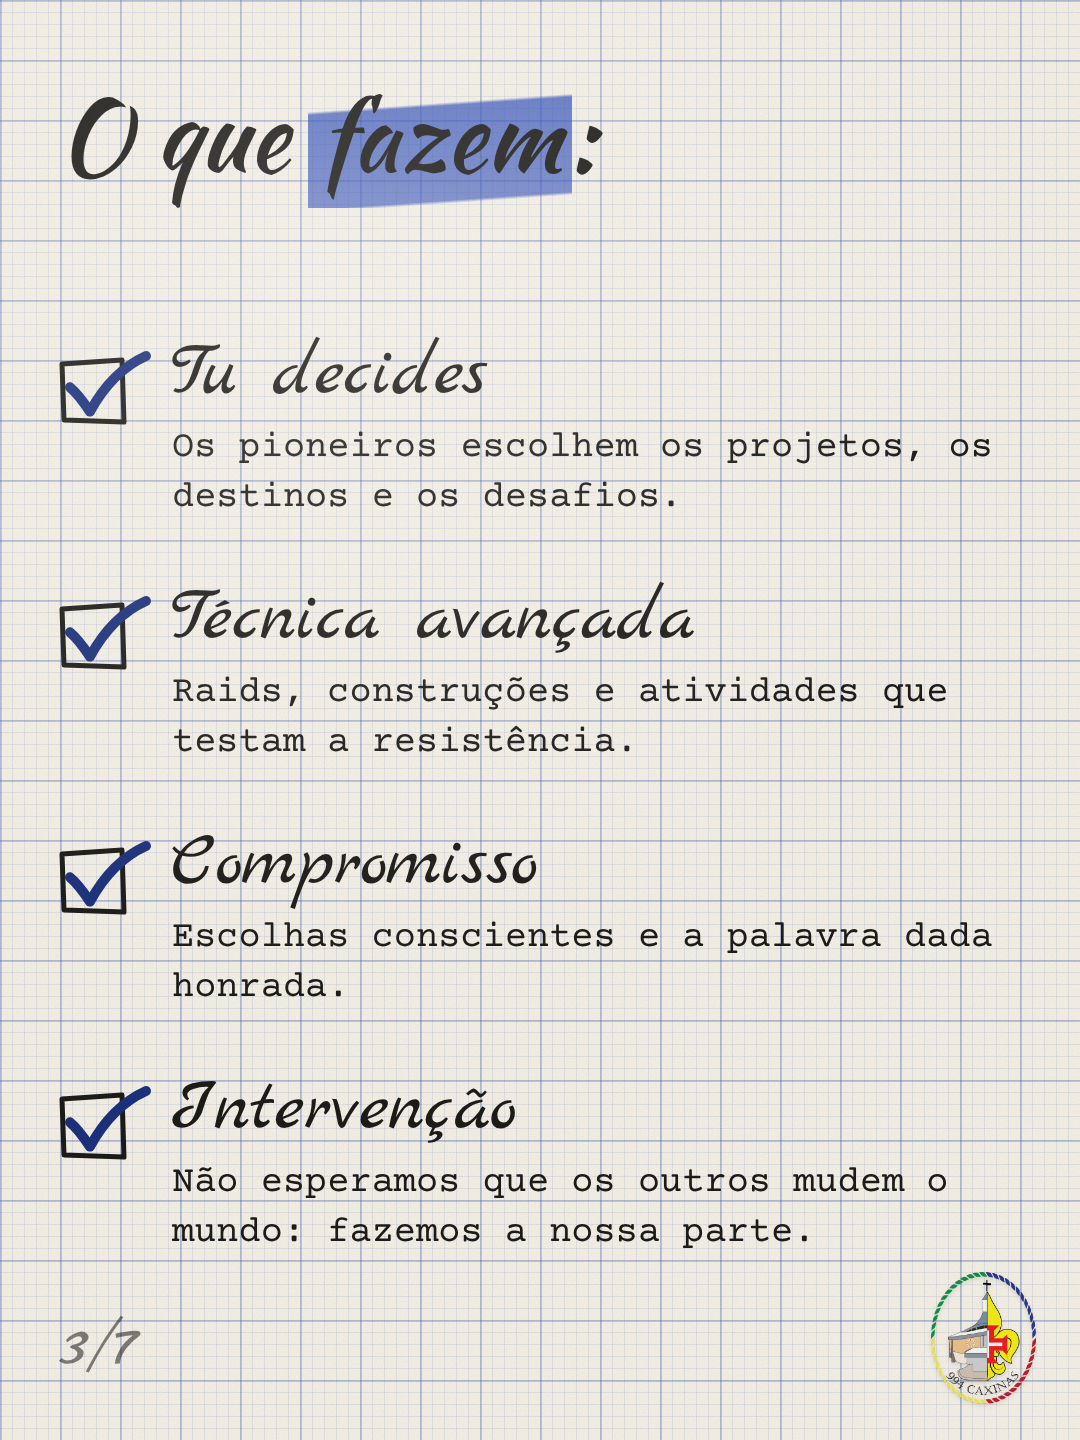 O que fazem:
Tu decides
Os pioneiros escolhem os projetos, os
destinos e os desafios.
Técnica avançada
Raids, construções e atividades que
testam a resistência.
Compromisso
Escolhas conscientes e a palavra dada
honrada.
Intervenção
Não esperamos que os outros mudem o
mundo: fazemos a nossa parte.
3/7
994 CAXINAS